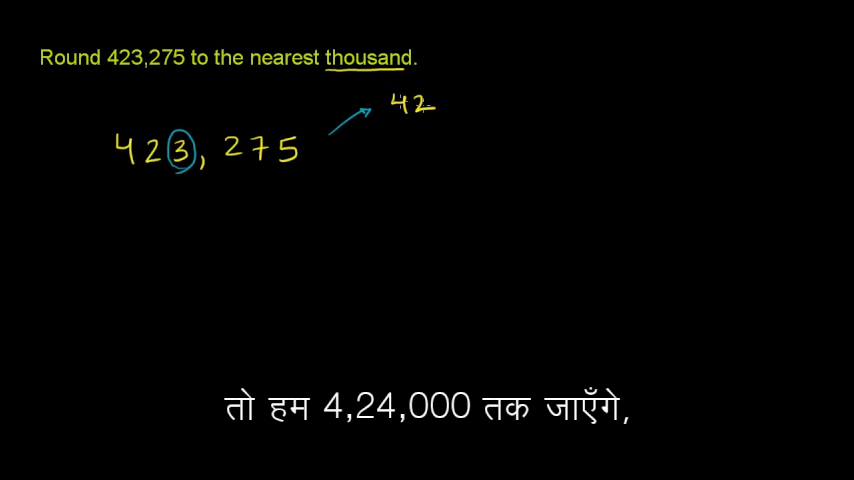 Round 423,275 to the nearest thousand.
42
423, 275
तो हम 4,24,000 तक जाएँगे,